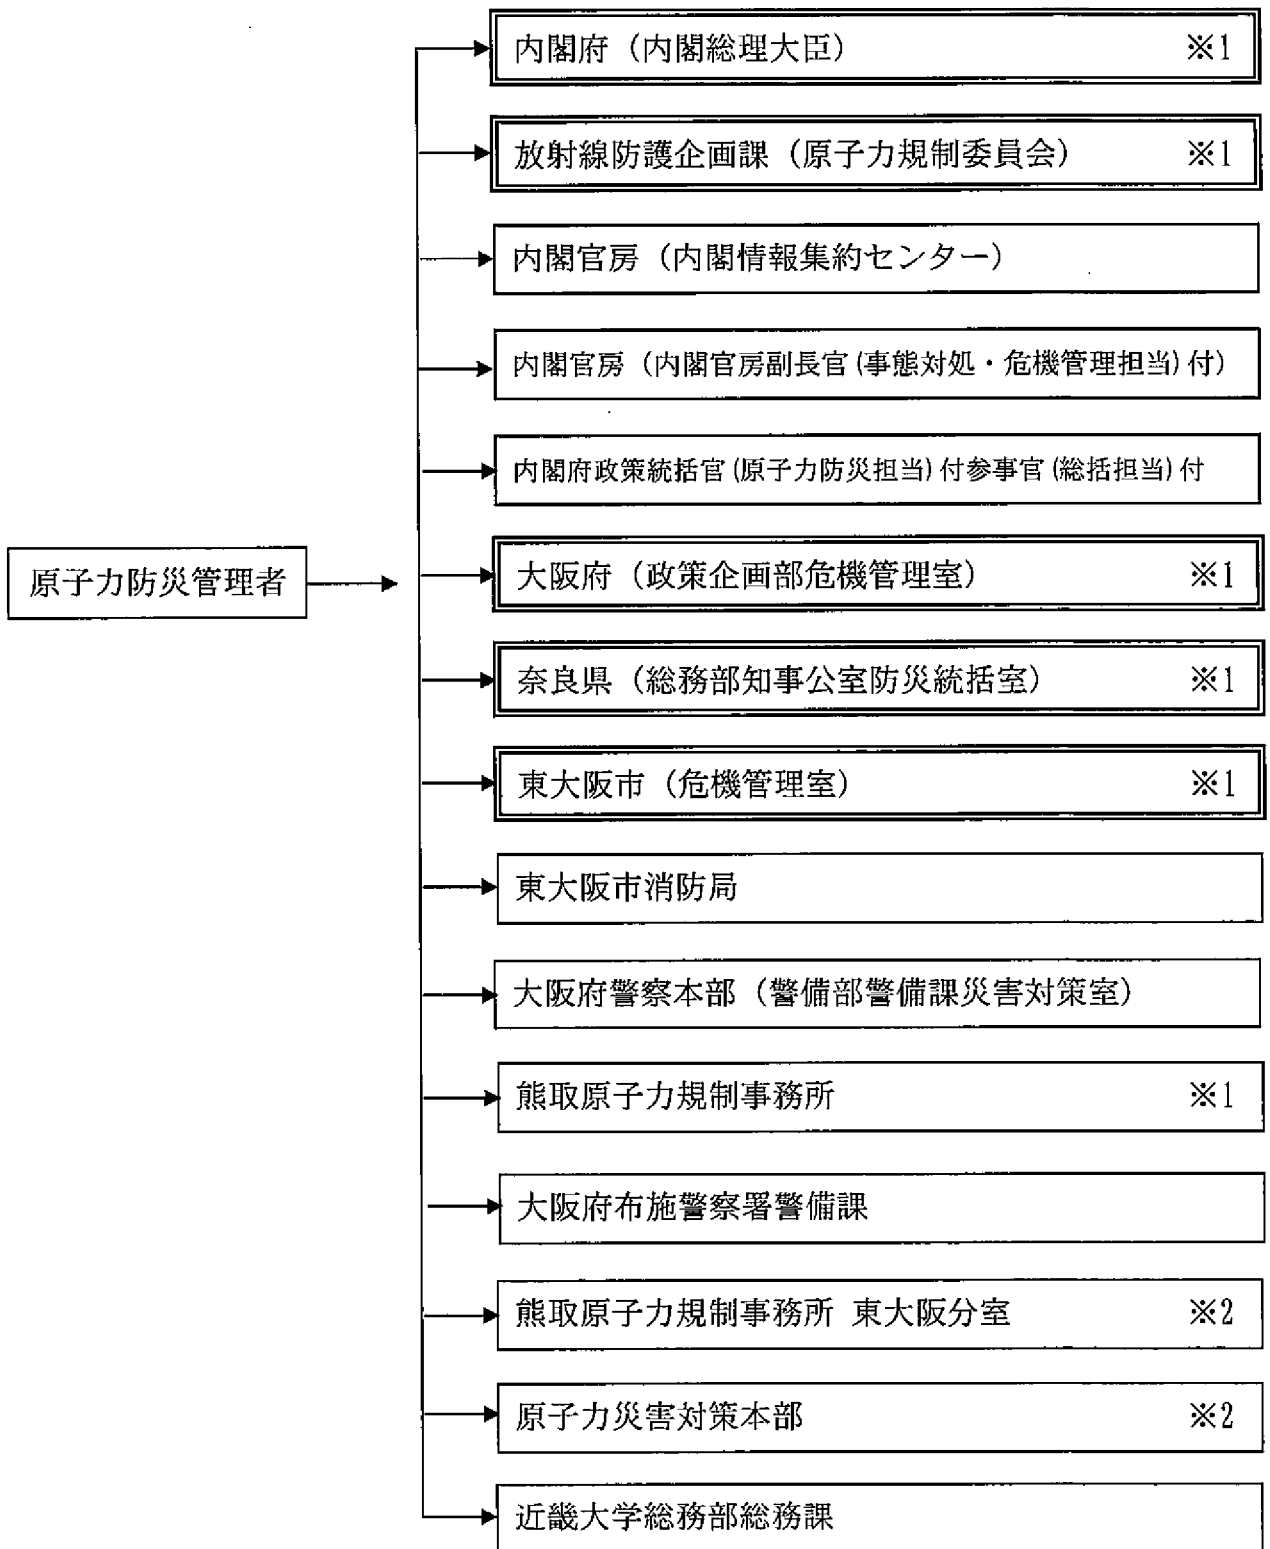 内閣府（内閣総理大臣） ※1
放射線防護企画課（原子力規制委員会） ※1
内閣官房（内閣情報集約センター）
内閣官房（内閣官房副長官(事態対処・危機管理担当)付）
内閣府政策統括官(原子力防災担当)付参事官(総括担当)付
原子力防災管理者
大阪府（政策企画部危機管理室） ※1
奈良県（総務部知事公室防災統括室） ※1
東大阪市（危機管理室） ※1
東大阪市消防局
大阪府警察本部（警備部警備課災害対策室）
熊取原子力規制事務所 ※1
大阪府布施警察署警備課
熊取原子力規制事務所 東大阪分室 ※2
原子力災害対策本部 ※2
近畿大学総務部総務課